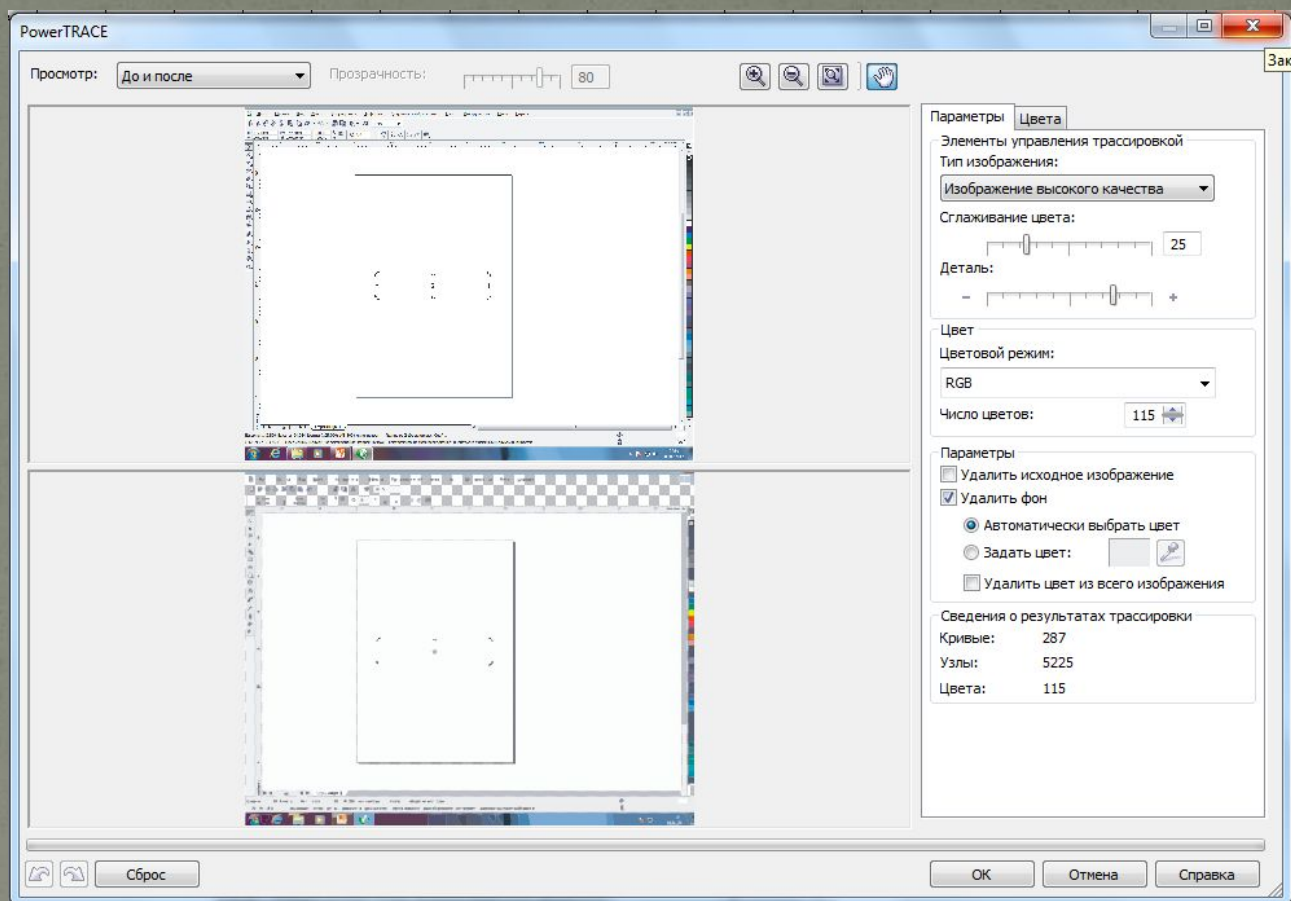 PowerTRACE
Зак
Просмотр: До и после Прозрачность: 80
Параметры Цвета
Элементы управления трассировкой
Тип изображения:
Изображение высокого качества
Сглаживание цвета:
25
Деталь:
- +
Цвет
Цветовой режим:
RGB
Число цветов: 115
Параметры
Удалить исходное изображение
Удалить фон
Автоматически выбрать цвет
Задать цвет:
Удалить цвет из всего изображения
Сведения о результатах трассировки
Кривые: 287
Узлы: 5225
Цвета: 115
Сброс OK Отмена Справка